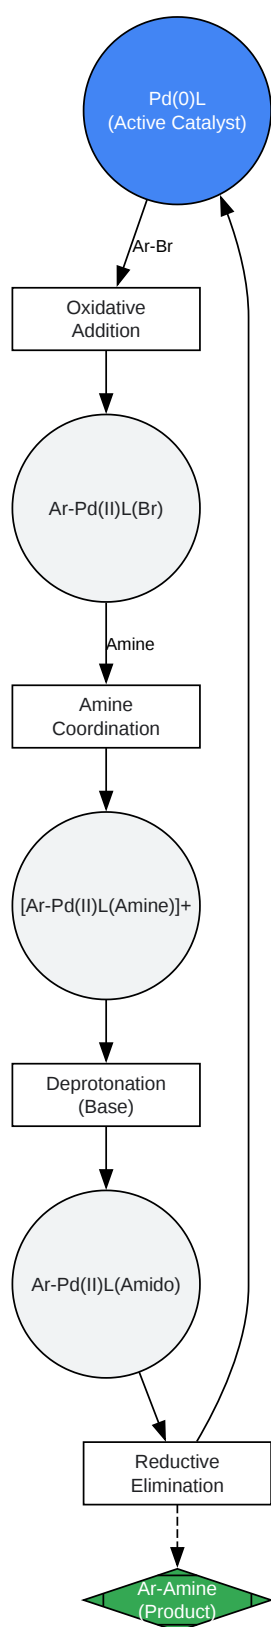 Pd(0)L
(Active Catalyst)
Ar-Br
Oxidative
Addition
Ar-Pd(II)L(Br)
Amine
Amine
Coordination
[Ar-Pd(II)L(Amine)]+
Deprotonation
(Base)
Ar-Pd(II)L(Amido)
Reductive
Elimination
Ar-Amine
(Product)